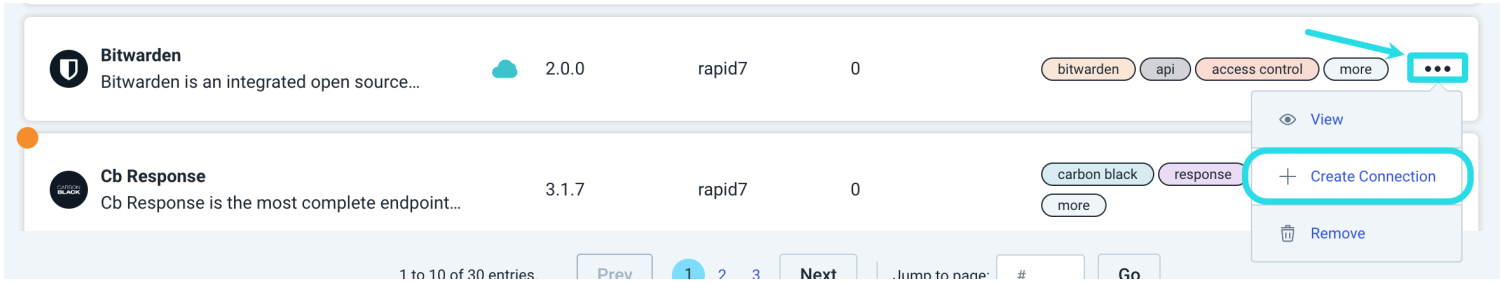 Bitwarden
Bitwarden is an integrated open source...
2.0.0
rapid7
0
bitwarden
api
access control
more
•••
View
Cb Response
Cb Response is the most complete endpoint...
CARBON
BLACK
3.1.7
rapid7
0
carbon black
response
more
Create Connection
Remove
1 to 10 of 30 entries.
Prev
1
2
3
Next
Jump to page:
#
Go